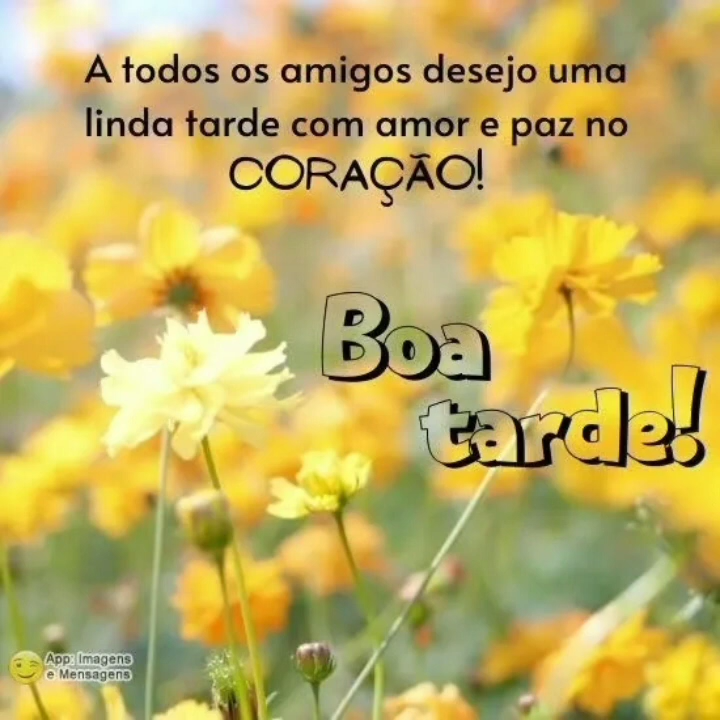 A todos os amigos desejo uma
linda tarde com amor e paz no
CORAÇÃO!
Boa
tarde!
App: Imagens
e Mensagens